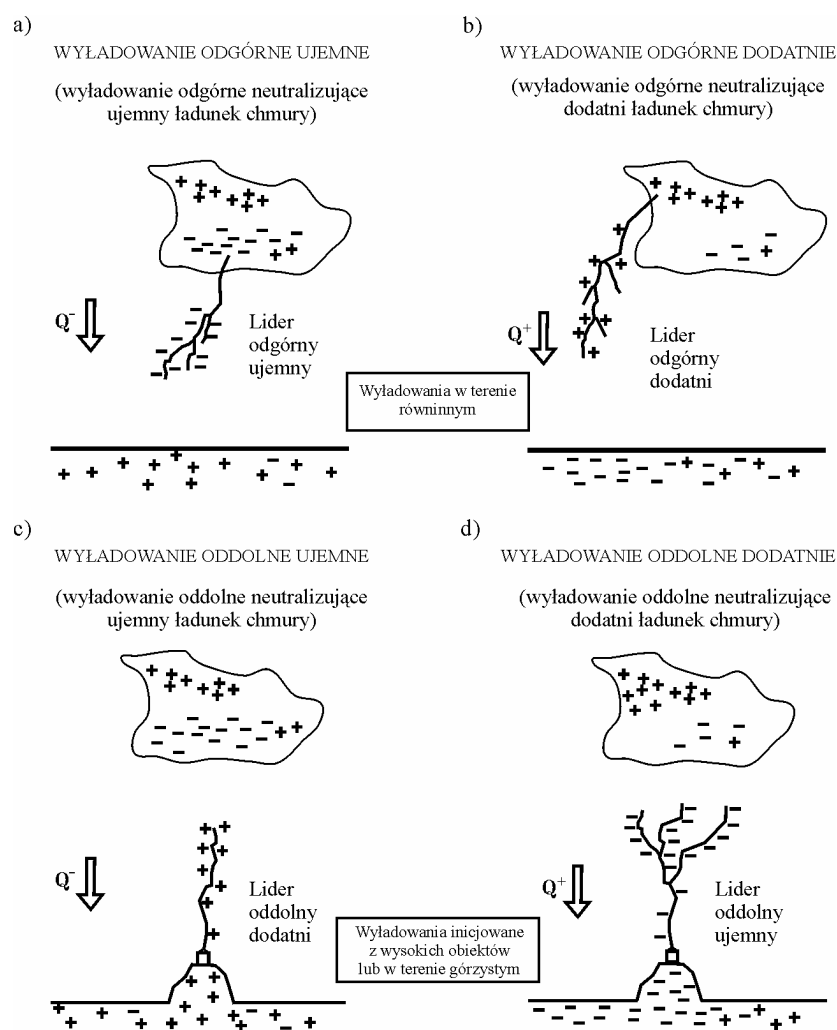 a)
WYŁADOWANIE ODGÓRNE UJEMNE
(wyładowanie odgórne neutralizujące
ujemny ładunek chmury)
Q⁻
Lider
odgórny
ujemny
b)
WYŁADOWANIE ODGÓRNE DODATNIE
(wyładowanie odgórne neutralizujące
dodatni ładunek chmury)
Q⁺
Lider
odgórny
dodatni
Wyładowania w terenie
równinnym
c)
WYŁADOWANIE ODDOLNE UJEMNE
(wyładowanie oddolne neutralizujące
ujemny ładunek chmury)
Q⁻
Lider
oddolny
dodatni
d)
WYŁADOWANIE ODDOLNE DODATNIE
(wyładowanie oddolne neutralizujące
dodatni ładunek chmury)
Q⁺
Lider
oddolny
ujemny
Wyładowania inicjowane
z wysokich obiektów
lub w terenie górzystym